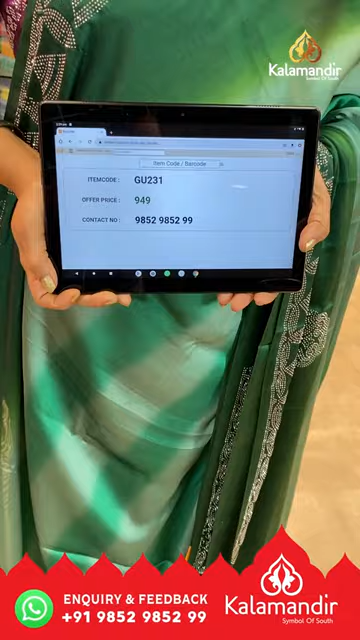 Kalamandir
Symbol Of South
Item Code / Barcode
ITEMCODE : GU231
OFFER PRICE : 949
CONTACT NO : 9852 9852 99
ENQUIRY & FEEDBACK
+91 9852 9852 99
Kalamandir
Symbol Of South